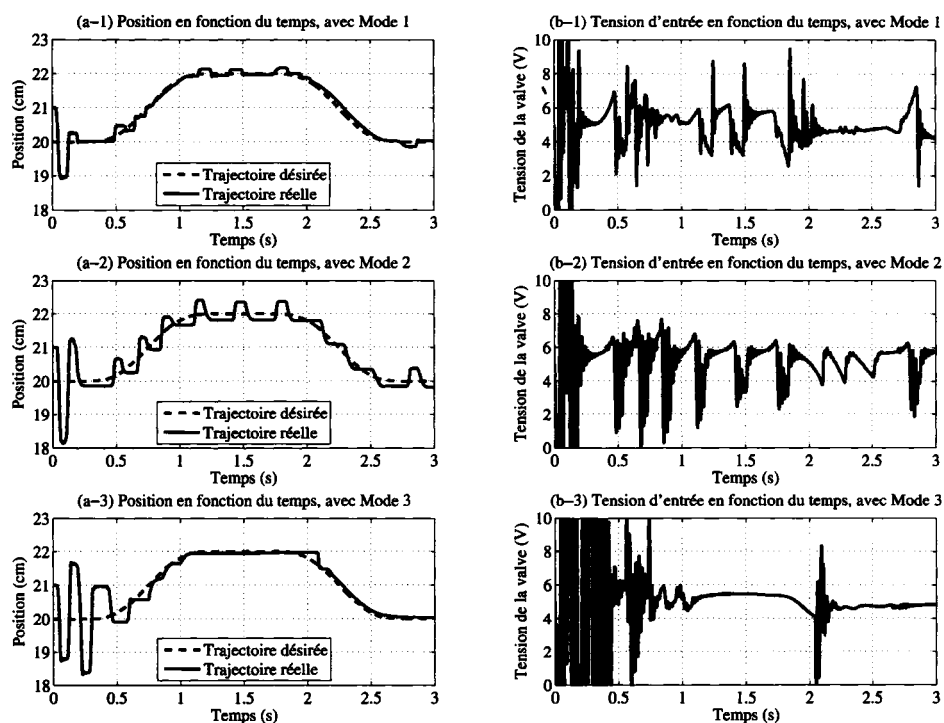 (a–1) Position en fonction du temps, avec Mode 1
23
22
21
20
19
18
Position (cm)
Trajectoire désirée
Trajectoire réelle
0 0.5 1 1.5 2 2.5 3
Temps (s)
(b–1) Tension d'entrée en fonction du temps, avec Mode 1
10
8
6
4
2
0
Tension de la valve (V)
0 0.5 1 1.5 2 2.5 3
Temps (s)
(a–2) Position en fonction du temps, avec Mode 2
23
22
21
20
19
18
Position (cm)
Trajectoire désirée
Trajectoire réelle
0 0.5 1 1.5 2 2.5 3
Temps (s)
(b–2) Tension d'entrée en fonction du temps, avec Mode 2
10
8
6
4
2
0
Tension de la valve (V)
0 0.5 1 1.5 2 2.5 3
Temps (s)
(a–3) Position en fonction du temps, avec Mode 3
23
22
21
20
19
18
Position (cm)
Trajectoire désirée
Trajectoire réelle
0 0.5 1 1.5 2 2.5 3
Temps (s)
(b–3) Tension d'entrée en fonction du temps, avec Mode 3
10
8
6
4
2
0
Tension de la valve (V)
0 0.5 1 1.5 2 2.5 3
Temps (s)